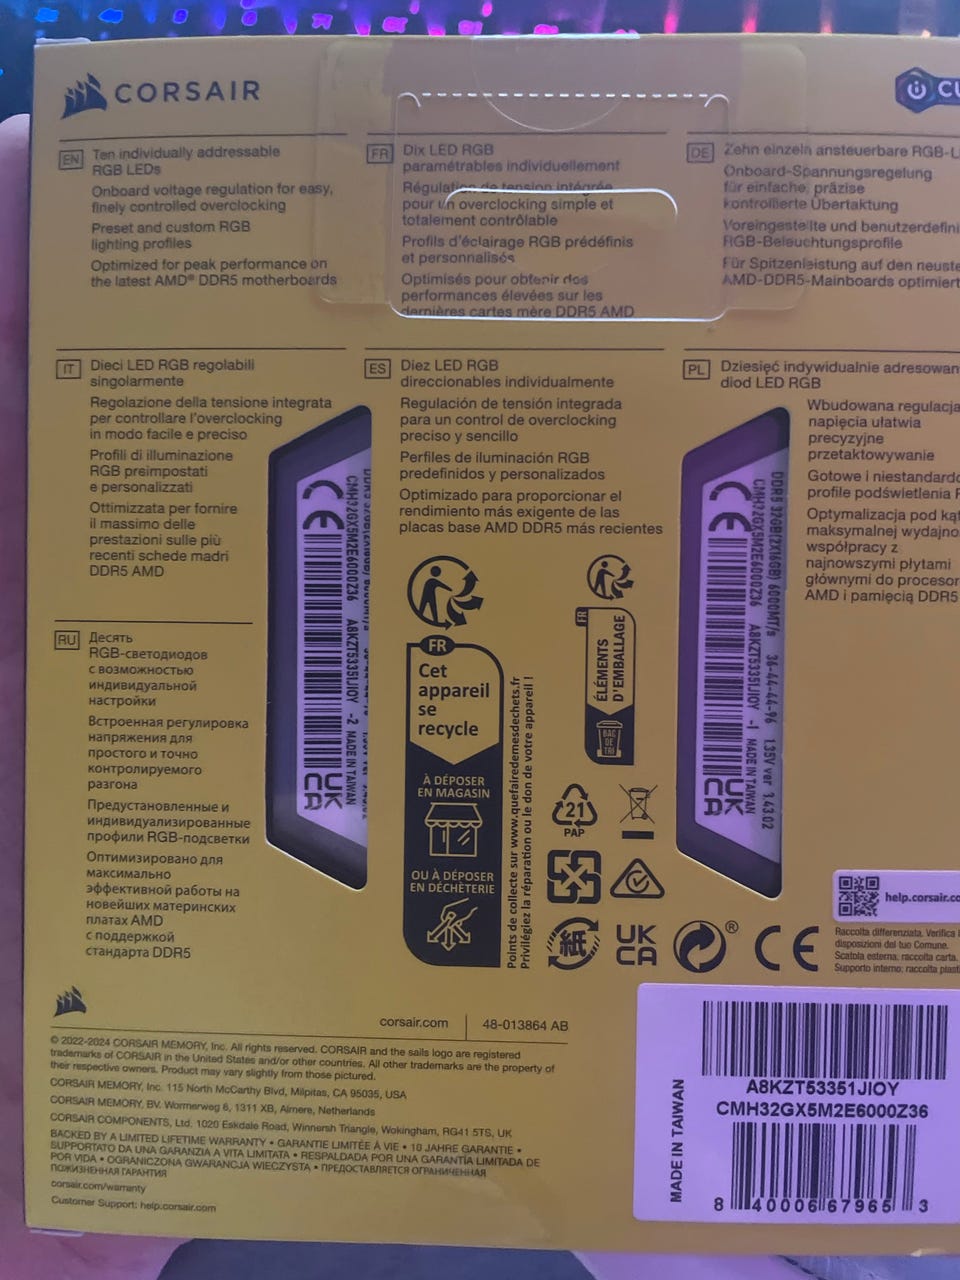 CORSAIR
EN
Ten individually addressable
RGB LEDs
Onboard voltage regulation for easy,
finely controlled overclocking
Preset and custom RGB
lighting profiles
Optimized for peak performance on
the latest AMD® DDR5 motherboards
FR
Dix LED RGB
paramétrables individuellement
Régulation de tension intégrée
pour un overclocking simple et
totalement contrôlable
Profils d'éclairage RGB prédéfinis
et personnalisés
Optimisés pour obtenir des
performances élevées sur les
dernières cartes mère DDR5 AMD
DE
Zehn einzeln ansteuerbare
Onboard-Spannungsregelung
für einfache, präzise
kontrollierte Übertaktung
Voreingestellte und
RGB-Beleuchtungsprofile
Für Spitzenleistung auf den
AMD-DDR5-Mainboards optimiert
IT
Dieci LED RGB regolabili
singolarmente
Regolazione della tensione integrata
per controllare l'overclocking
in modo facile e preciso
Profili di illuminazione
RGB preimpostati
e personalizzati
Ottimizzata per fornire
il massimo delle
prestazioni sulle più
recenti schede madri
DDR5 AMD
ES
Diez LED RGB
direccionables individualmente
Regulación de tensión integrada
para un control de overclocking
preciso y sencillo
Perfiles de iluminación RGB
predefinidos y personalizados
Optimizado para proporcionar el
rendimiento más exigente de las
placas base AMD DDR5 más recientes
PL
Dziesięć indywidualnie
diod LED RGB
Wbudowana regulacja
napięcia ułatwia
precyzyjne
przetaktowywanie
Gotowe i
profile podświetlenia
Optymalizacja pod
maksymalnej
współpracy z
najnowszymi płytami
głównymi do
AMD i pamięcią DDR5
RU
Десять
RGB-светодиодов
с возможностью
индивидуальной
настройки
Встроенная регулировка
напряжения для
простого и точно
контролируемого
разгона
Предустановленные и
индивидуализированные
профили RGB-подсветки
Оптимизировано для
максимально
эффективной работы на
новейших материнских
платах AMD
с поддержкой
стандарта DDR5
CE
CMH32GX5M2E6000Z36 A8KZT53351JIOY -2 MADE IN TAIWAN
UK
CA
DDR5 32GB(2X16GB) 6000MT/s 36-44-44-96 1.35V ver 3.43.02
CMH32GX5M2E6000Z36 A8KZT53351JIOY -1 MADE IN TAIWAN
CE
UK
CA
FR
Cet
appareil
se
recycle
À DÉPOSER
EN MAGASIN
OU À DÉPOSER
EN DÉCHÈTERIE
Points de collecte sur www.quefairedemesdechets.fr
Privilégiez la réparation ou le don de votre appareil !
FR
ÉLÉMENTS
D'EMBALLAGE
BAC
DE
TRI
21
PAP
紙
UK
CA
®
CE
help.corsair.co
Raccolta differenziata. Verifica
disposizioni del tuo Comune.
Scatola esterna. raccolta carta.
Supporto interno: raccolta
corsair.com
48-013864 AB
© 2022-2024 CORSAIR MEMORY, Inc. All rights reserved. CORSAIR and the sails logo are registered
trademarks of CORSAIR in the United States and/or other countries. All other trademarks are the property of
their respective owners. Product may vary slightly from those pictured.
CORSAIR MEMORY, Inc. 115 North McCarthy Blvd, Milpitas, CA 95035, USA
CORSAIR MEMORY, BV. Wormerweg 6, 1311 XB, Almere, Netherlands
CORSAIR COMPONENTS, Ltd. 1020 Eskdale Road, Winnersh Triangle, Wokingham, RG41 5TS, UK
BACKED BY A LIMITED LIFETIME WARRANTY • GARANTIE LIMITÉE À VIE • 10 JAHRE GARANTIE •
SUPPORTATO DA UNA GARANZIA A VITA LIMITATA • RESPALDADA POR UNA GARANTÍA LIMITADA DE
POR VIDA • OGRANICZONA GWARANCJA WIECZYSTA • ПРЕДОСТАВЛЯЕТСЯ ОГРАНИЧЕННАЯ
ПОЖИЗНЕННАЯ ГАРАНТИЯ
corsair.com/warranty
Customer Support: help.corsair.com
MADE IN TAIWAN
A8KZT53351JIOY
CMH32GX5M2E6000Z36
8 40006 67965 3